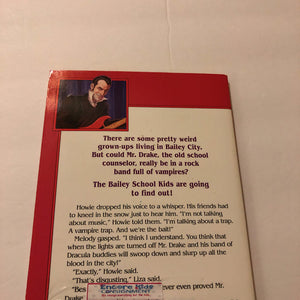 There are some pretty weird
grown-ups living in Bailey City.
But could Mr. Drake, the old school
counselor, really be in a rock
band full of vampires?
The Bailey School Kids are going
to find out!
Howie dropped his voice to a whisper. His friends had
to kneel in the snow just to hear him. "I'm not talking
about music," Howie told them. "I'm talking about a trap.
A vampire trap. And we're the bait!"
Melody gasped. "I think I understand. You think that
when the lights are turned off Mr. Drake and his band of
Dracula buddies will swoop down and slurp up all
the blood in the city!"
"Exactly," Howie said.
"That's disgusting," Liza said.
"Bes
ever even proved Mr.
Drake
Encore Kids
CONSIGNMENT